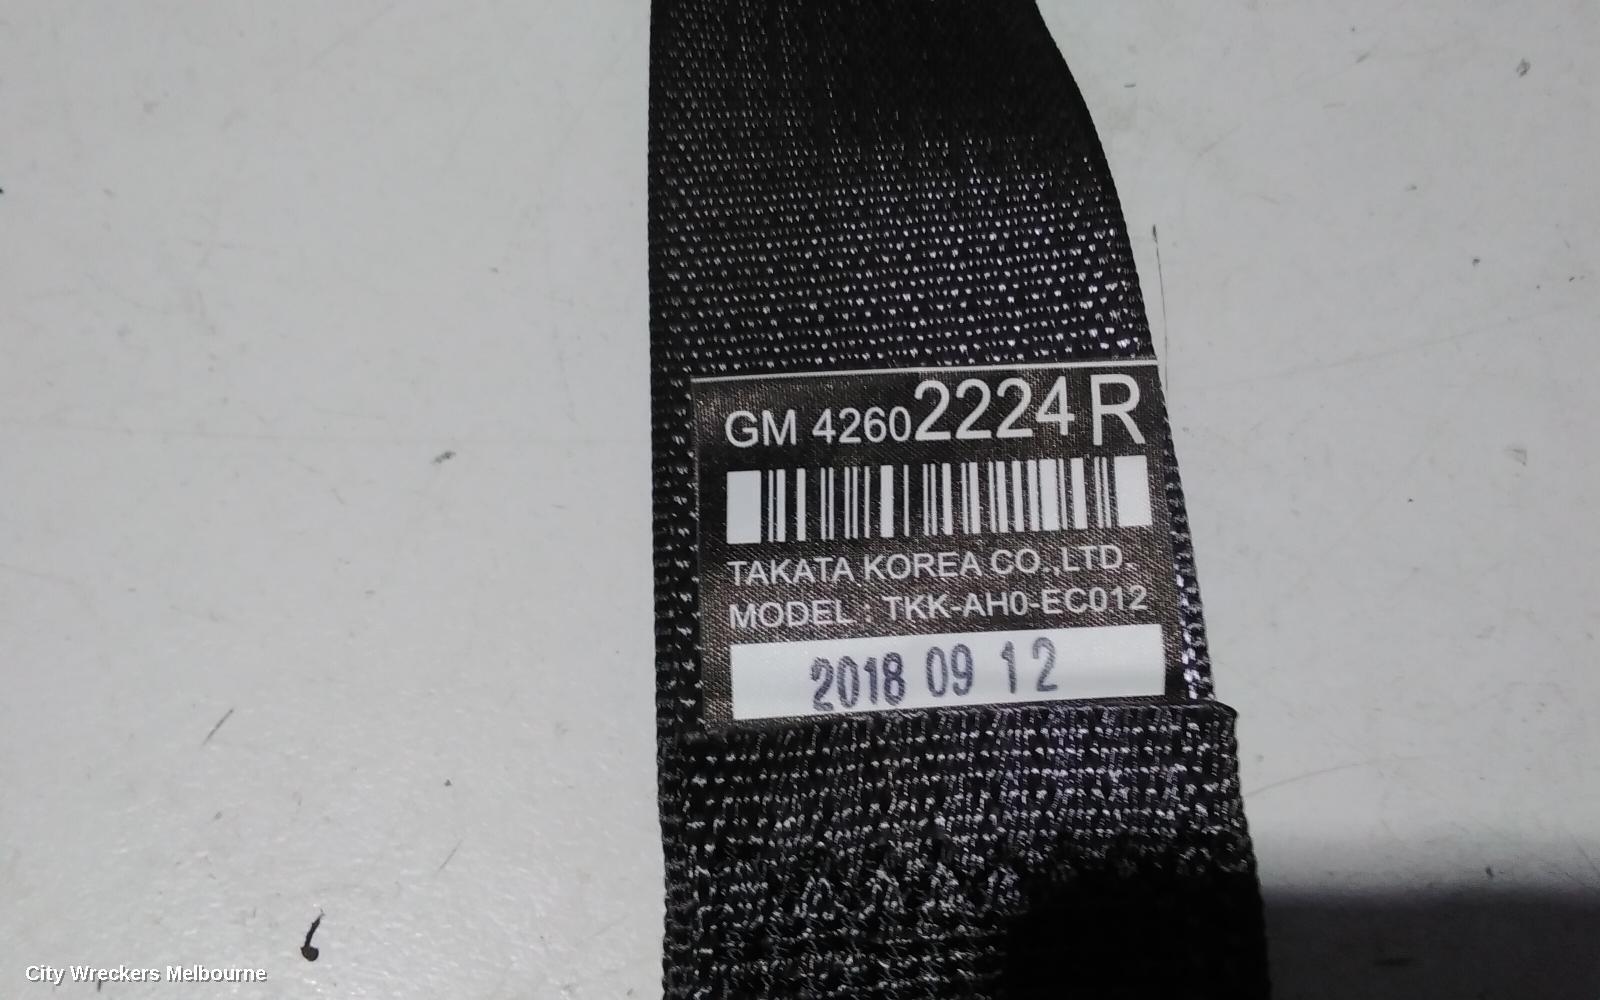 GM 42602224 R
TAKATA KOREA CO.,LTD.
MODEL : TKK-AH0-EC012
2018 09 12
City Wreckers Melbourne